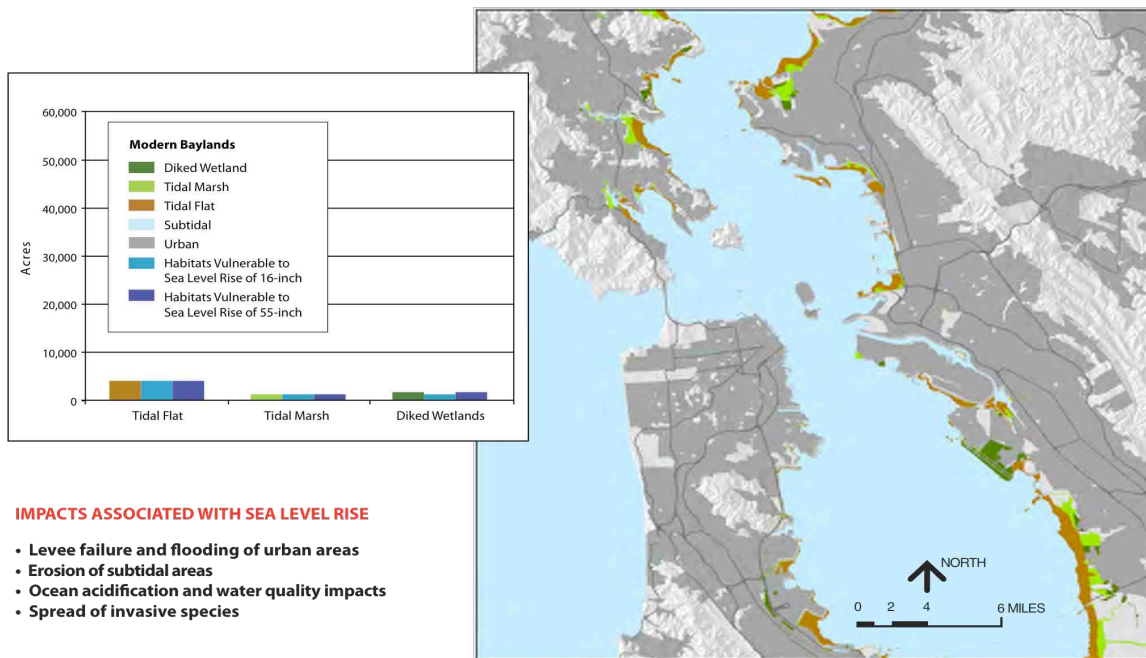 60,000
50,000
40,000
30,000
20,000
10,000
0
Acres
Modern Baylands
Diked Wetland
Tidal Marsh
Tidal Flat
Subtidal
Urban
Habitats Vulnerable to
Sea Level Rise of 16-inch
Habitats Vulnerable to
Sea Level Rise of 55-inch
Tidal Flat
Tidal Marsh
Diked Wetlands
IMPACTS ASSOCIATED WITH SEA LEVEL RISE
• Levee failure and flooding of urban areas
• Erosion of subtidal areas
• Ocean acidification and water quality impacts
• Spread of invasive species
NORTH
0 2 4 6 MILES